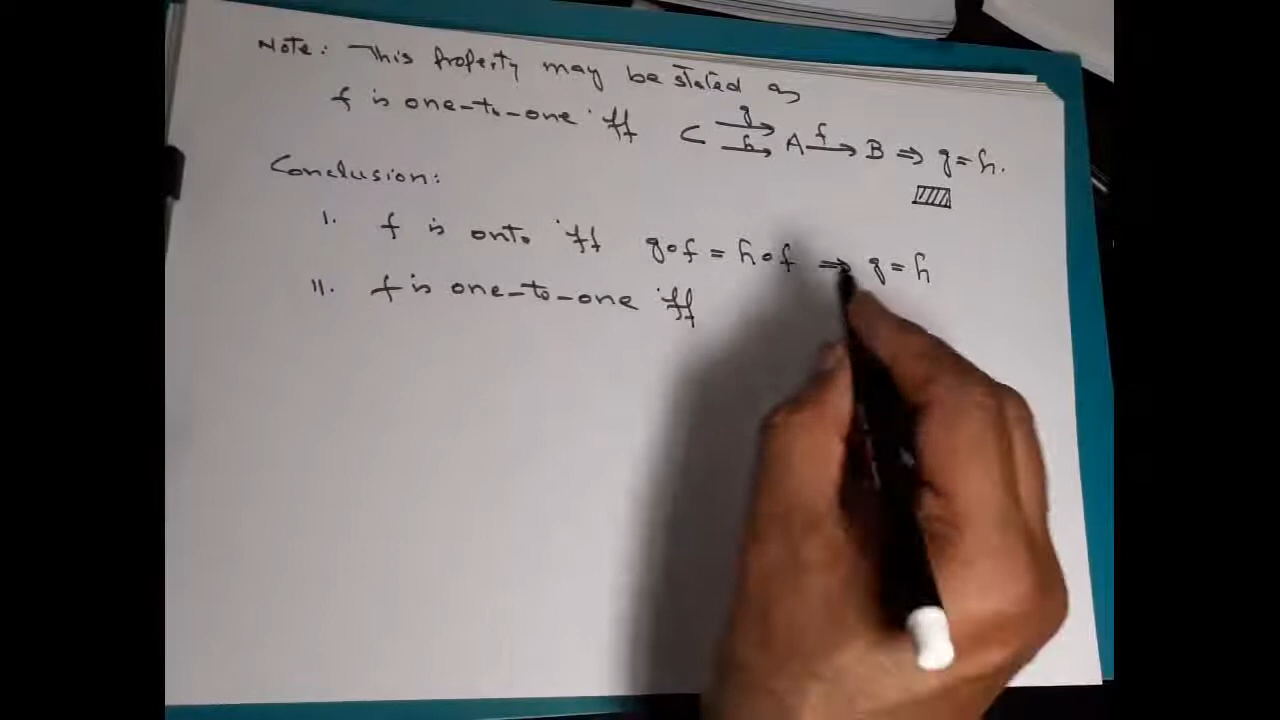 Note: This property may be stated as
f is one-to-one iff C g→ h→ A f→ B ⇒ g = h.
Conclusion:
I. f is onto iff g∘f = h∘f ⇒ g = h
II. f is one-to-one iff